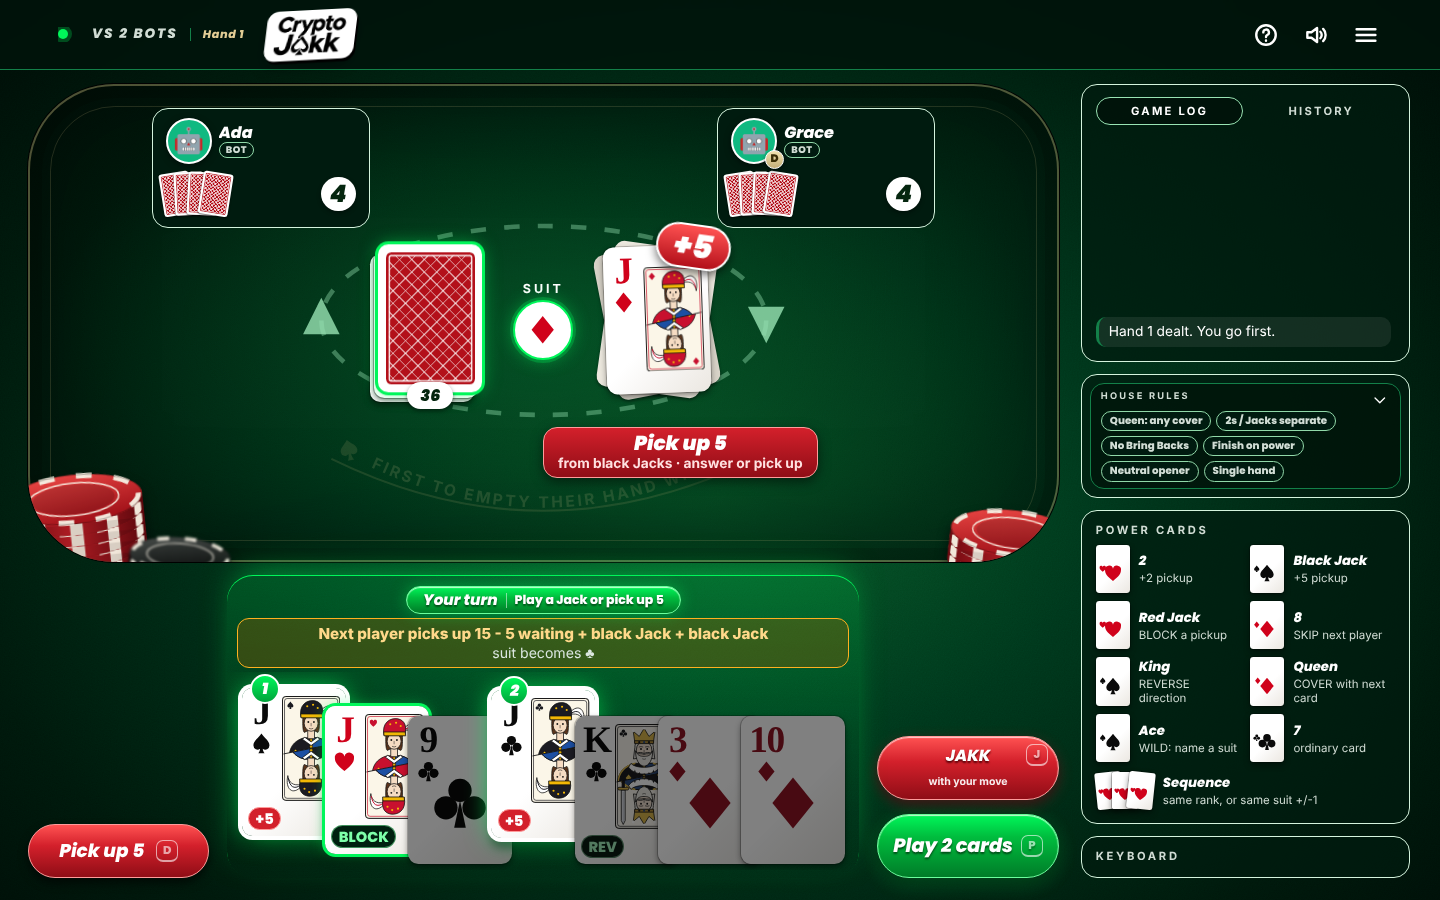 VS 2 BOTS
Hand 1
Crypto
Jakk
Ada
BOT
4
Grace
D
BOT
4
+5
J
SUIT
36
Pick up 5
from black Jacks · answer or pick up
FIRST TO EMPTY THEIR HAND
Your turn
Play a Jack or pick up 5
Next player picks up 15 - 5 waiting + black Jack + black Jack
suit becomes ♣
1
J
+5
J
BLOCK
9
2
J
+5
K
REV
3
10
Pick up 5
D
JAKK
J
with your move
Play 2 cards
P
GAME LOG
HISTORY
Hand 1 dealt. You go first.
HOUSE RULES
Queen: any cover
2s / Jacks separate
No Bring Backs
Finish on power
Neutral opener
Single hand
POWER CARDS
2
+2 pickup
Black Jack
+5 pickup
Red Jack
BLOCK a pickup
8
SKIP next player
King
REVERSE
direction
Queen
COVER with next
card
Ace
WILD: name a suit
7
ordinary card
Sequence
same rank, or same suit +/-1
KEYBOARD